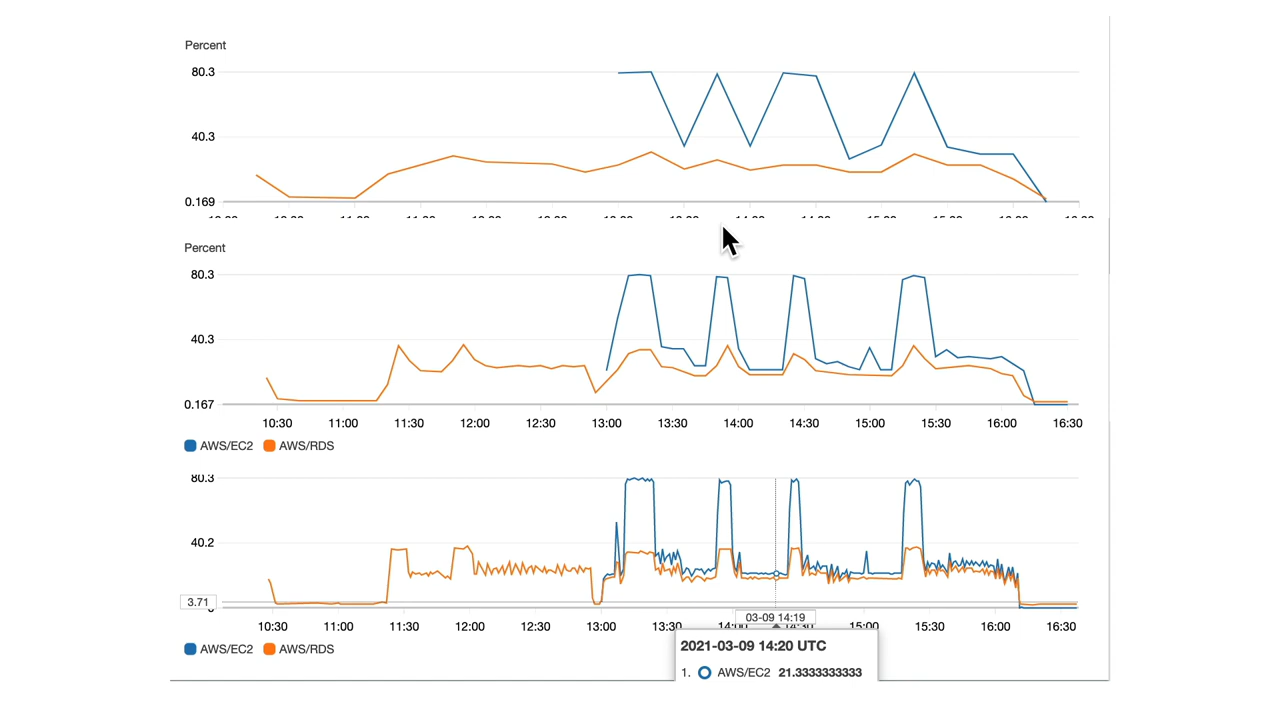 Percent
80.3
40.3
0.169
Percent
80.3
40.3
0.167
10:30 11:00 11:30 12:00 12:30 13:00 13:30 14:00 14:30 15:00 15:30 16:00 16:30
AWS/EC2 AWS/RDS
80.3
40.2
3.71
03-09 14:19
10:30 11:00 11:30 12:00 12:30 13:00 13:30 14:00 14:30 15:00 15:30 16:00 16:30
AWS/EC2 AWS/RDS
2021-03-09 14:20 UTC
1. AWS/EC2 21.3333333333